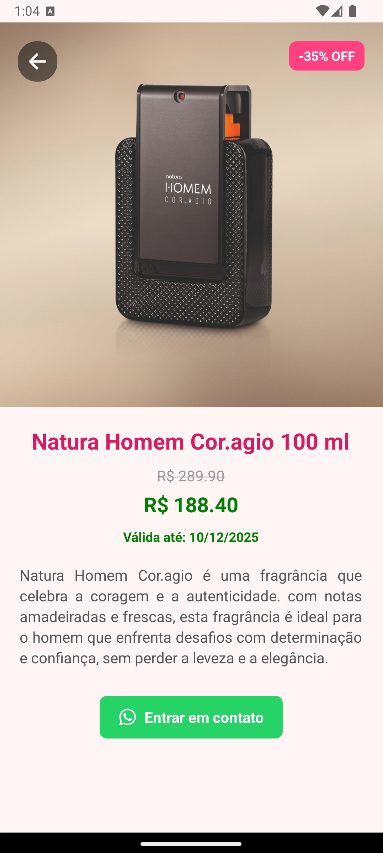 1:04 A
-35% OFF
natura
HOMEM
COR.AGIO
Natura Homem Cor.agio 100 ml
R$ 289.90
R$ 188.40
Válida até: 10/12/2025
Natura Homem Cor.agio é uma fragrância que
celebra a coragem e a autenticidade. com notas
amadeiradas e frescas, esta fragrância é ideal para
o homem que enfrenta desafios com determinação
e confiança, sem perder a leveza e a elegância.
Entrar em contato